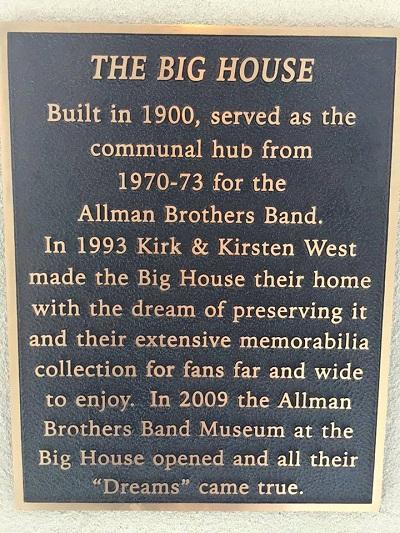 THE BIG HOUSE
Built in 1900, served as the
communal hub from
1970-73 for the
Allman Brothers Band.
In 1993 Kirk & Kirsten West
made the Big House their home
with the dream of preserving it
and their extensive memorabilia
collection for fans far and wide
to enjoy. In 2009 the Allman
Brothers Band Museum at the
Big House opened and all their
“Dreams” came true.